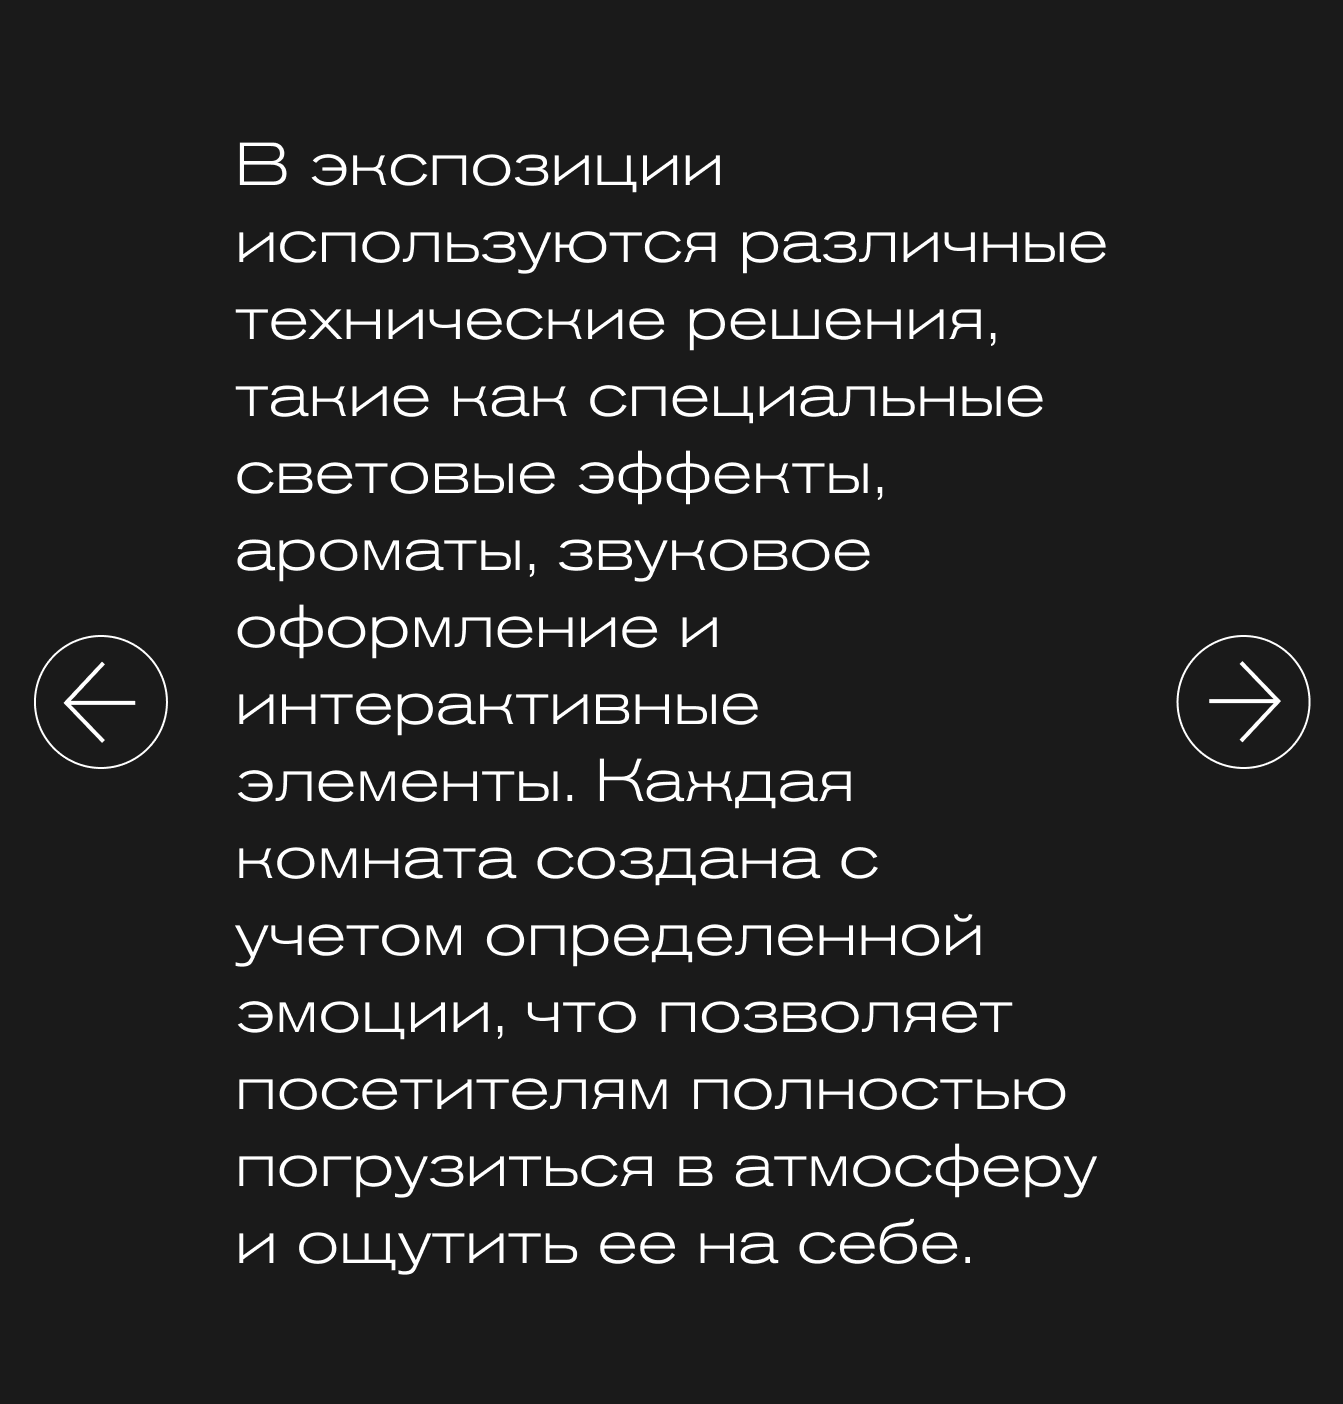 В экспозиции
используются различные
технические решения,
такие как специальные
световые эффекты,
ароматы, звуковое
оформление и
интерактивные
элементы. Каждая
комната создана с
учетом определенной
эмоции, что позволяет
посетителям полностью
погрузиться в атмосферу
и ощутить ее на себе.